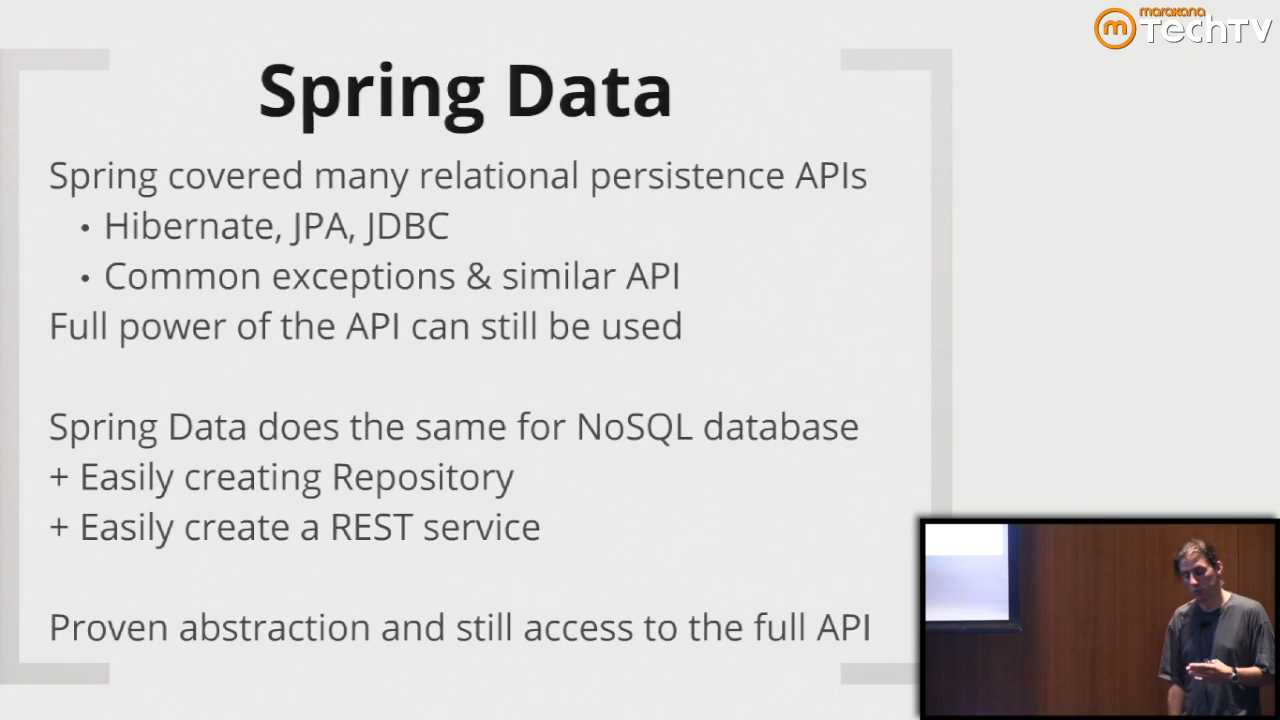 marakana
TechTV
Spring Data
Spring covered many relational persistence APIs
• Hibernate, JPA, JDBC
• Common exceptions & similar API
Full power of the API can still be used
Spring Data does the same for NoSQL database
+ Easily creating Repository
+ Easily create a REST service
Proven abstraction and still access to the full API